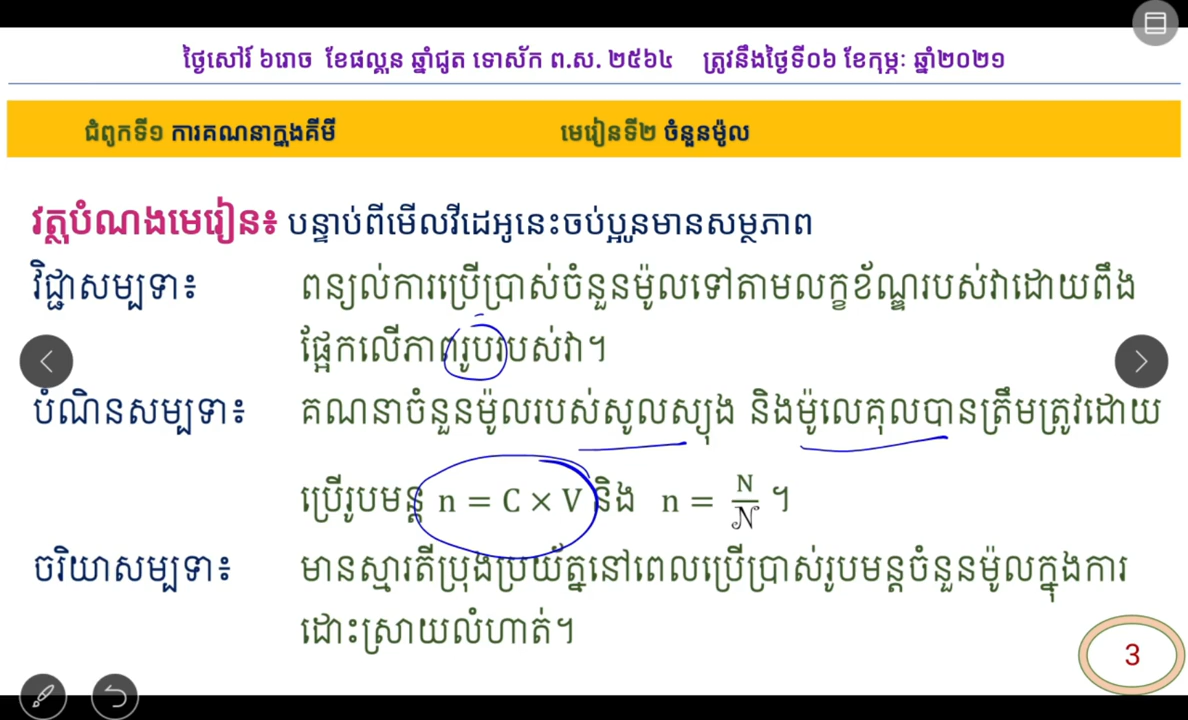 ថ្ងៃសៅរ៍ ៦រោច ខែផល្គុន ឆ្នាំជូត ទោស័ក ព.ស. ២៥៦៤ ត្រូវនឹងថ្ងៃទី០៦ ខែកុម្ភៈ ឆ្នាំ២០២១
ជំពូកទី១ ការគណនាក្នុងគីមី មេរៀនទី២ ចំនួនម៉ូល
វត្ថុបំណងមេរៀន៖ បន្ទាប់ពីមើលវីដេអូនេះចប់ប្អូនមានសម្ថភាព
វិជ្ជាសម្បទា៖ ពន្យល់ការប្រើប្រាស់ចំនួនម៉ូលទៅតាមលក្ខខ័ណ្ឌរបស់វាដោយពឹង
ផ្អែកលើភាពរូបរបស់វា។
បំណិនសម្បទា៖ គណនាចំនួនម៉ូលរបស់សូលស្យុង និងម៉ូលេគុលបានត្រឹមត្រូវដោយ
ប្រើរូបមន្ត n = C × V និង n = N/𝒩 ។
ចរិយាសម្បទា៖ មានស្មារតីប្រុងប្រយ័ត្ននៅពេលប្រើប្រាស់រូបមន្តចំនួនម៉ូលក្នុងការ
ដោះស្រាយលំហាត់។
3